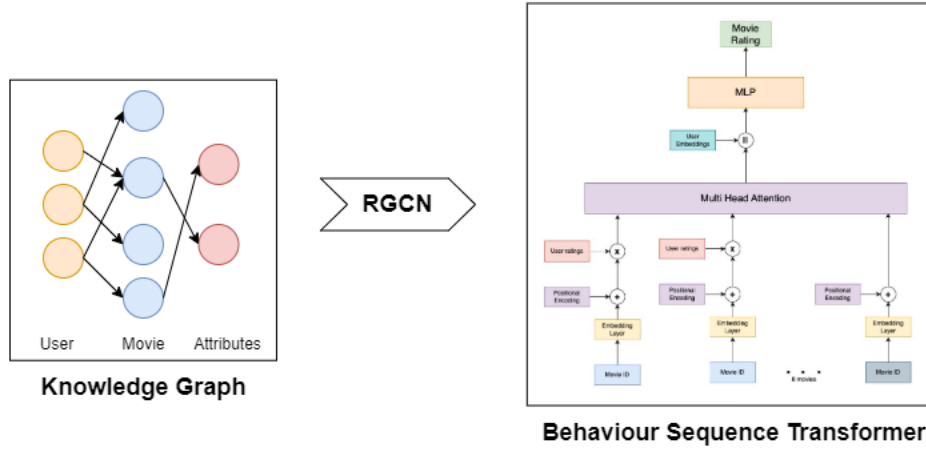 User
Movie
Attributes
Knowledge Graph
RGCN
Movie
Rating
MLP
User
Embeddings
Multi Head Attention
User ratings
User ratings
Positional
Encoding
Positional
Encoding
Positional
Encoding
Embedding
Layer
Embedding
Layer
Embedding
Layer
Movie ID
Movie ID
8 movies
Movie ID
Behaviour Sequence Transformer